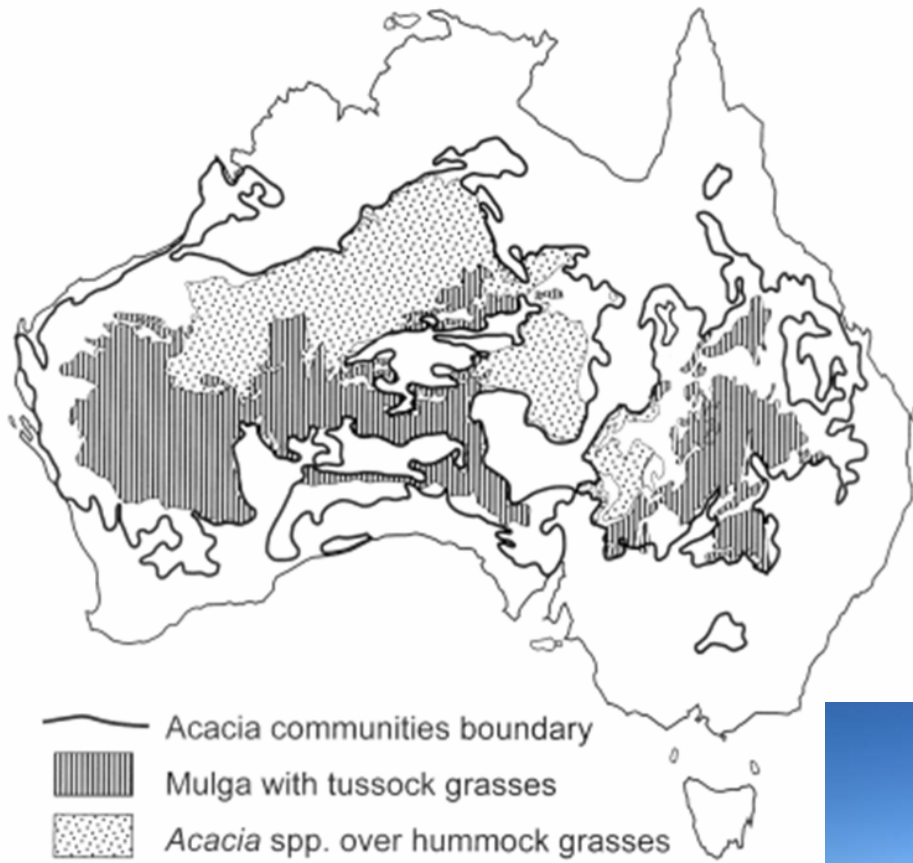 Acacia communities boundary
Mulga with tussock grasses
Acacia spp. over hummock grasses